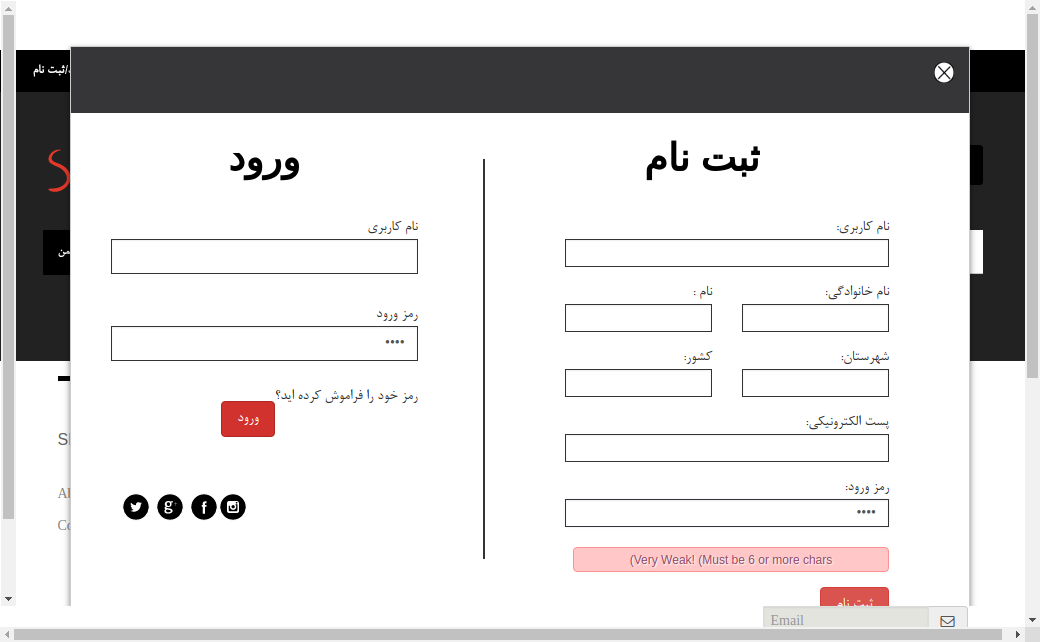 /ثبت نام
ثبت نام
نام کاربری:
نام خانوادگی:
نام :
شهرستان:
کشور:
پست الکترونیکی:
رمز ورود:
••••
(Very Weak! (Must be 6 or more chars
ثبت نام
ورود
نام کاربری
رمز ورود
••••
رمز خود را فراموش کرده اید؟
ورود
Email